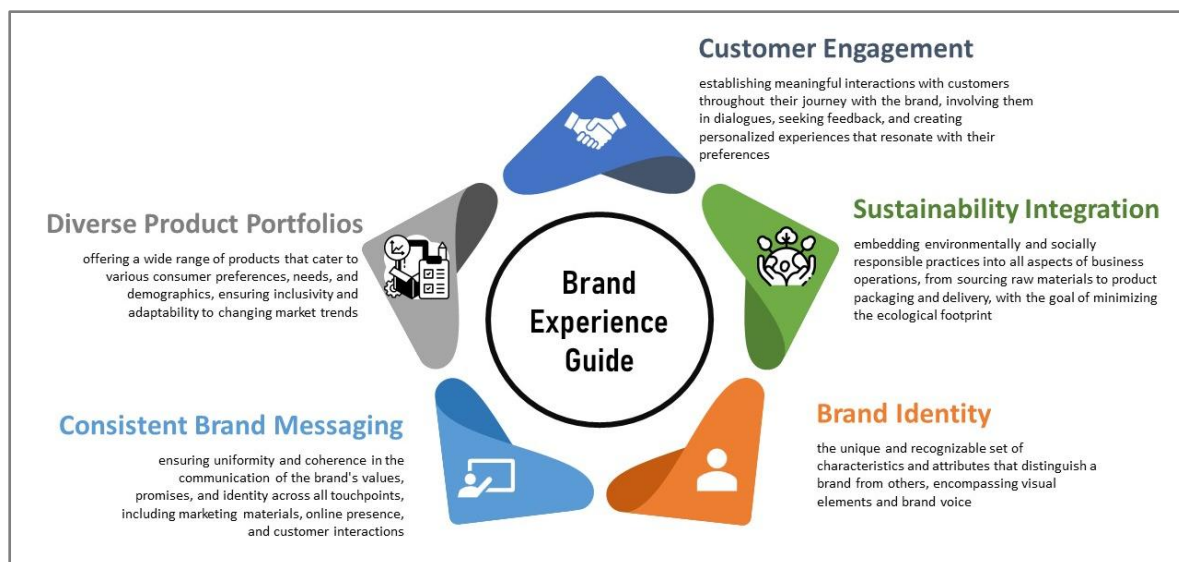 Customer Engagement
establishing meaningful interactions with customers
throughout their journey with the brand, involving them
in dialogues, seeking feedback, and creating
personalized experiences that resonate with their
preferences
Sustainability Integration
embedding environmentally and socially
responsible practices into all aspects of business
operations, from sourcing raw materials to product
packaging and delivery, with the goal of minimizing
the ecological footprint
Brand Identity
the unique and recognizable set of
characteristics and attributes that distinguish a
brand from others, encompassing visual
elements and brand voice
Consistent Brand Messaging
ensuring uniformity and coherence in the
communication of the brand's values,
promises, and identity across all touchpoints,
including marketing materials, online presence,
and customer interactions
Diverse Product Portfolios
offering a wide range of products that cater to
various consumer preferences, needs, and
demographics, ensuring inclusivity and
adaptability to changing market trends
Brand
Experience
Guide